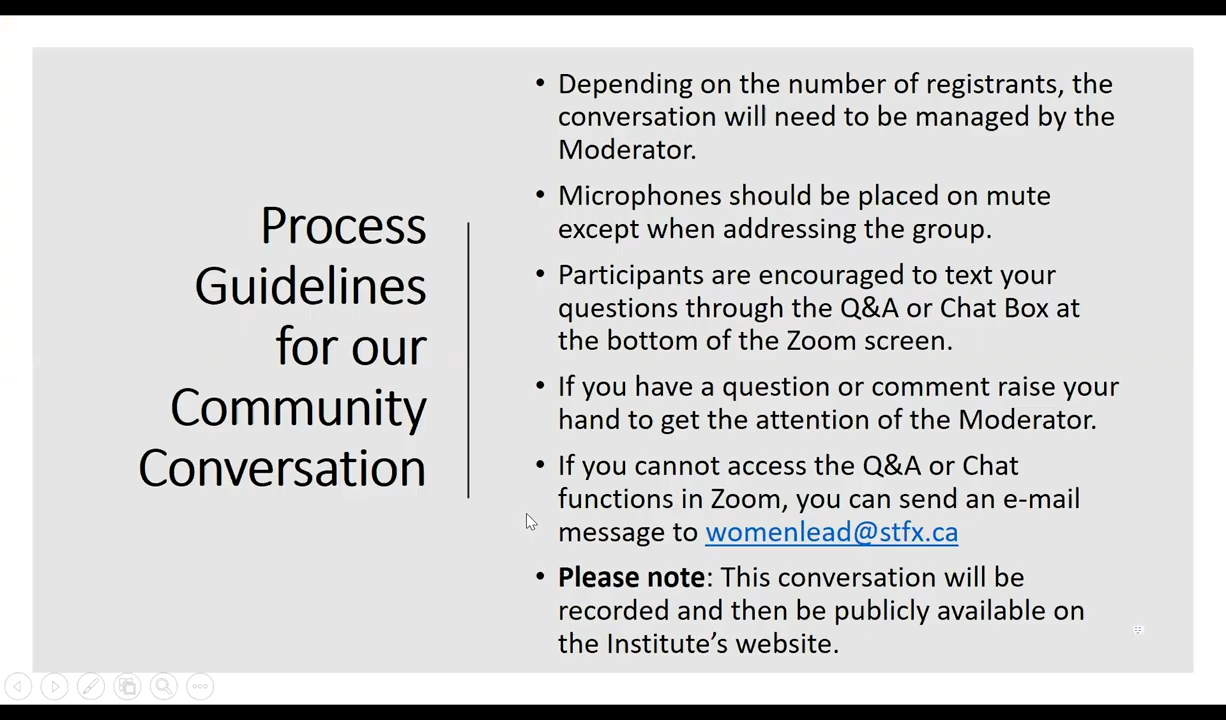 Process
Guidelines
for our
Community
Conversation
• Depending on the number of registrants, the
conversation will need to be managed by the
Moderator.
• Microphones should be placed on mute
except when addressing the group.
• Participants are encouraged to text your
questions through the Q&A or Chat Box at
the bottom of the Zoom screen.
• If you have a question or comment raise your
hand to get the attention of the Moderator.
• If you cannot access the Q&A or Chat
functions in Zoom, you can send an e-mail
message to womenlead@stfx.ca
• Please note: This conversation will be
recorded and then be publicly available on
the Institute’s website.